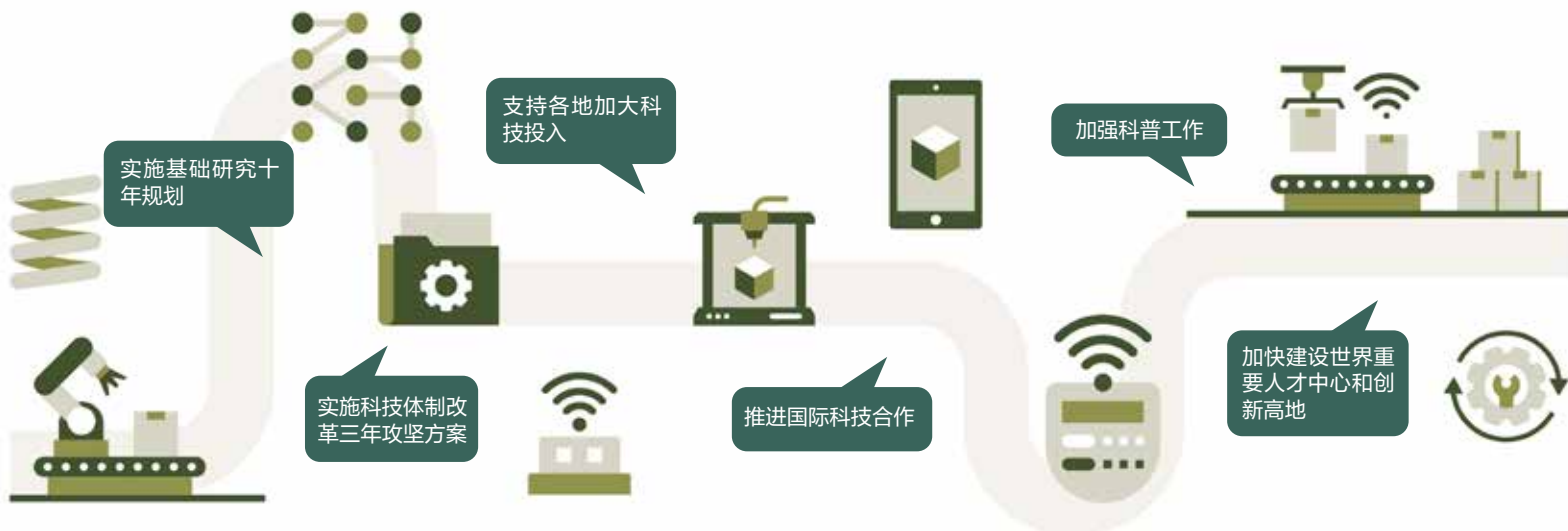 实施基础研究十
年规划
实施科技体制改
革三年攻坚方案
支持各地加大科
技投入
推进国际科技合作
加强科普工作
加快建设世界重
要人才中心和创
新高地